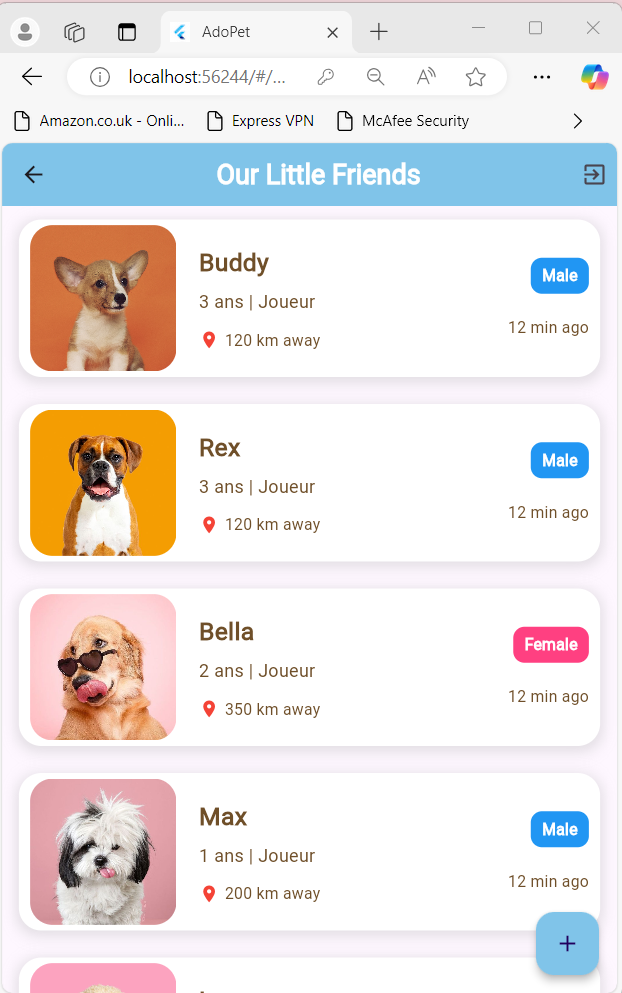 AdoPet
localhost:56244/#/...
Amazon.co.uk - Onli...
Express VPN
McAfee Security
Our Little Friends
Buddy
Male
3 ans | Joueur
12 min ago
120 km away
Rex
Male
3 ans | Joueur
12 min ago
120 km away
Bella
Female
2 ans | Joueur
12 min ago
350 km away
Max
Male
1 ans | Joueur
12 min ago
200 km away